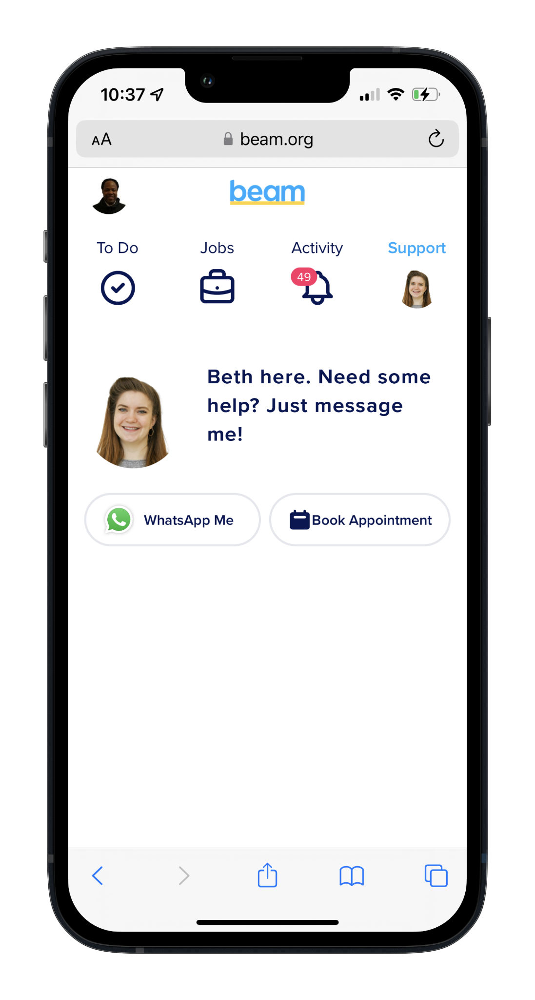 10:37
AA beam.org
beam
To Do Jobs Activity Support
49
Beth here. Need some
help? Just message
me!
WhatsApp Me Book Appointment